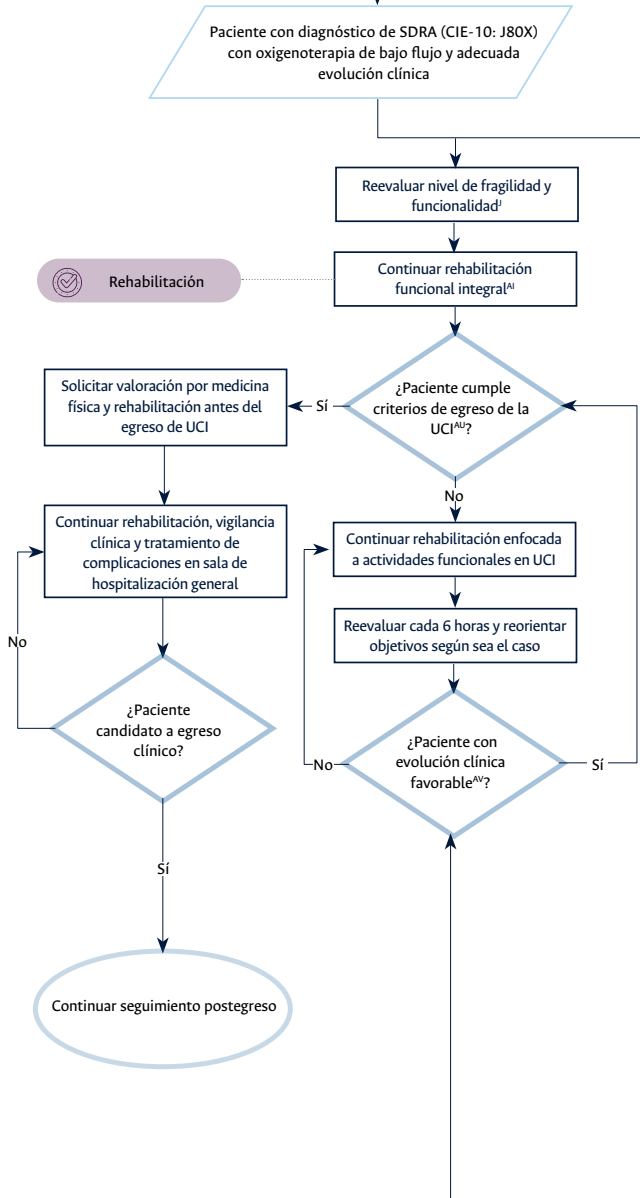 Paciente con diagnóstico de SDRA (CIE-10: J80X)
con oxigenoterapia de bajo flujo y adecuada
evolución clínica
Reevaluar nivel de fragilidad y
funcionalidadJ
Rehabilitación
Continuar rehabilitación
funcional integralAI
¿Paciente cumple
criterios de egreso de la
UCIAU?
Sí
Solicitar valoración por medicina
física y rehabilitación antes del
egreso de UCI
No
Continuar rehabilitación, vigilancia
clínica y tratamiento de
complicaciones en sala de
hospitalización general
Continuar rehabilitación enfocada
a actividades funcionales en UCI
Reevaluar cada 6 horas y reorientar
objetivos según sea el caso
No
¿Paciente
candidato a egreso
clínico?
¿Paciente con
evolución clínica
favorableAV?
No
Sí
Sí
Continuar seguimiento postegreso